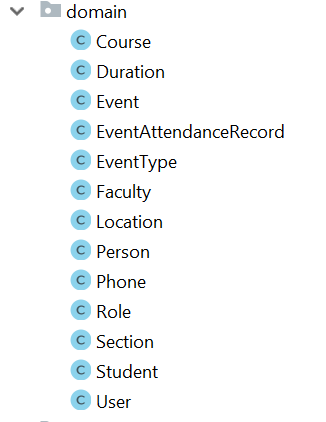 domain
C Course
C Duration
C Event
C EventAttendanceRecord
C EventType
C Faculty
C Location
C Person
C Phone
C Role
C Section
C Student
C User